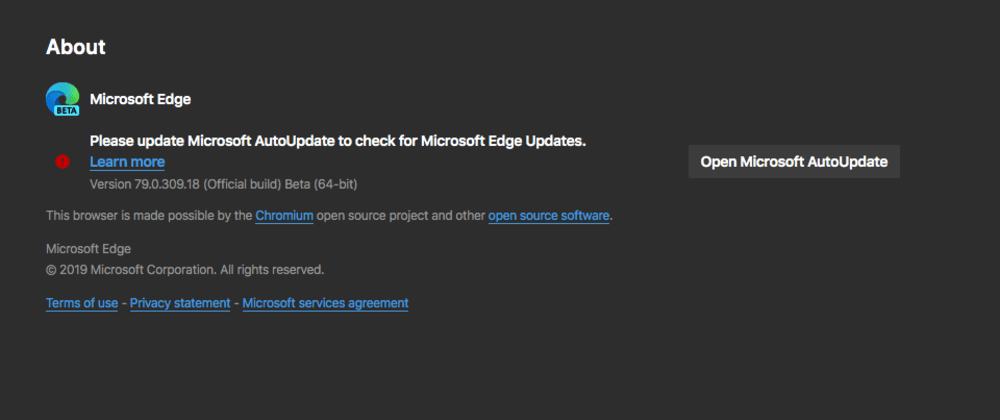 About
BETA
Microsoft Edge
Please update Microsoft AutoUpdate to check for Microsoft Edge Updates.
Learn more
Open Microsoft AutoUpdate
Version 79.0.309.18 (Official build) Beta (64-bit)
This browser is made possible by the Chromium open source project and other open source software.
Microsoft Edge
© 2019 Microsoft Corporation. All rights reserved.
Terms of use - Privacy statement - Microsoft services agreement